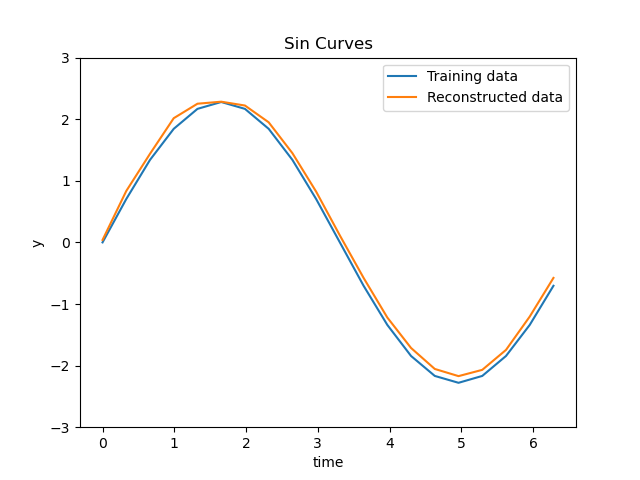 Sin Curves
Training data
Reconstructed data
3
2
1
0
−1
−2
−3
y
0 1 2 3 4 5 6
time